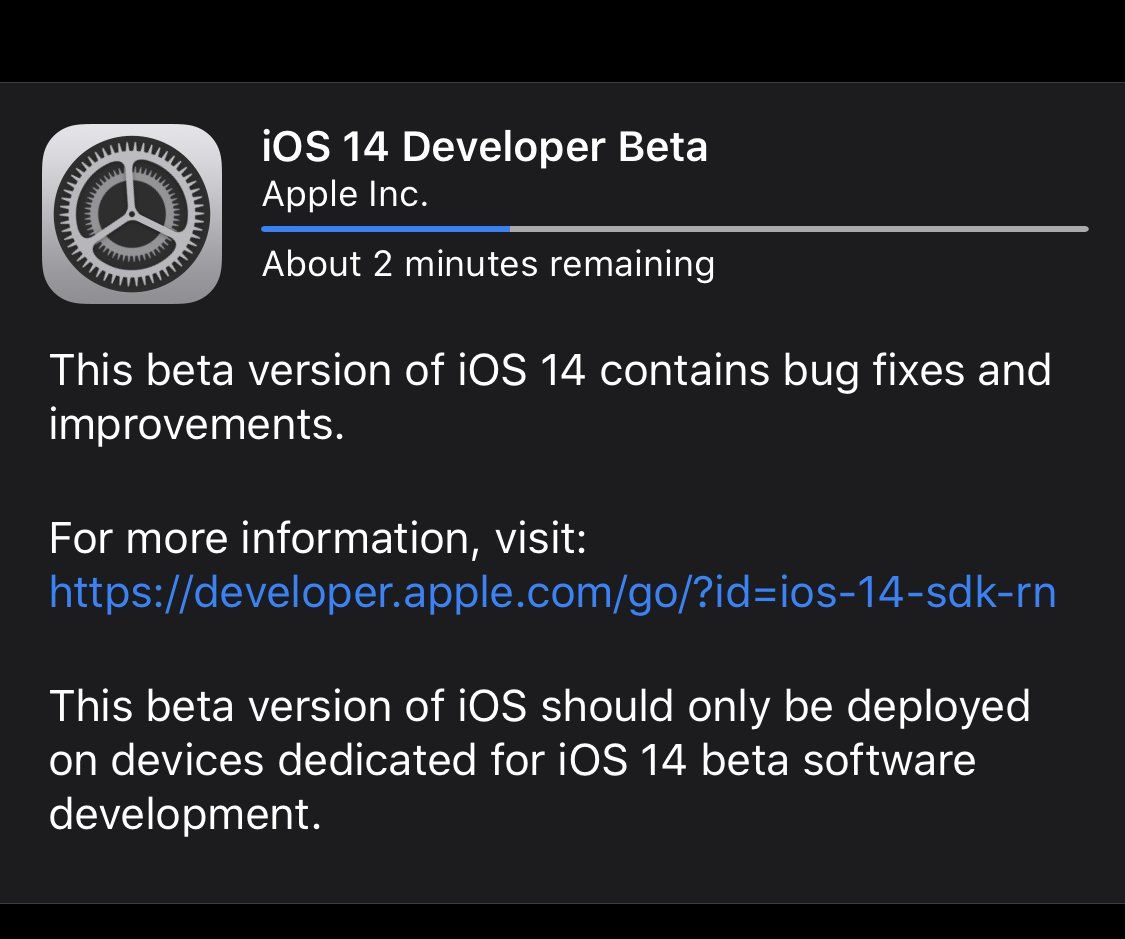 iOS 14 Developer Beta
Apple Inc.
About 2 minutes remaining
This beta version of iOS 14 contains bug fixes and
improvements.
For more information, visit:
https://developer.apple.com/go/?id=ios-14-sdk-rn
This beta version of iOS should only be deployed
on devices dedicated for iOS 14 beta software
development.